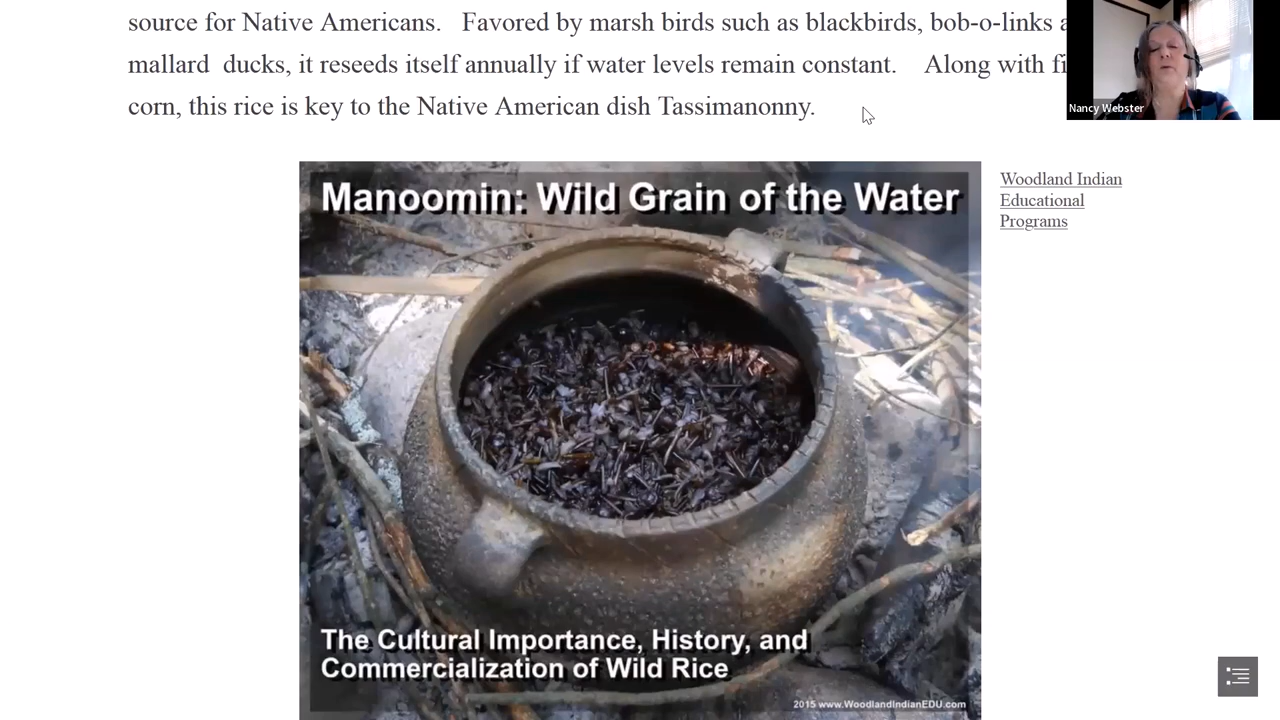 source for Native Americans. Favored by marsh birds such as blackbirds, bob-o-links
mallard ducks, it reseeds itself annually if water levels remain constant. Along with
corn, this rice is key to the Native American dish Tassimanonny.
Nancy Webster
Manoomin: Wild Grain of the Water
Woodland Indian
Educational
Programs
The Cultural Importance, History, and
Commercialization of Wild Rice
2015 www.WoodlandIndianEDU.com